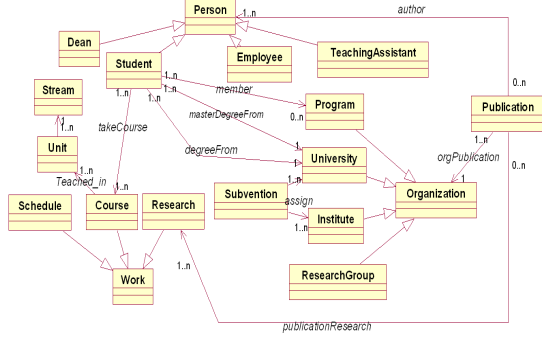 Person
1..n
author
Dean
Student
Employee
TeachingAssistant
1..n
1..n
1..n
1..n
1..n
member
Stream
1
1..n
Unit
takeCourse
masterDegreeFrom
degreeFrom
0..n
Program
0..n
Publication
1..n
0..n
orgPublication
1
1
University
1..n
1..n
Teached_in
1..n
Schedule
Course
Research
Subvention
assign
1..n
Institute
1
Organization
Work
1..n
ResearchGroup
publicationResearch